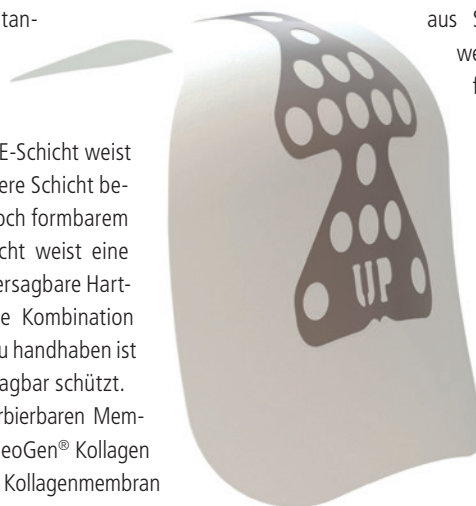 tan-
E-Schicht weist
ere Schicht be-
och formbarem
cht weist eine
ersagbare Hart-
e Kombination
u handhaben ist
agbar schützt.
rbierbaren Mem-
eoGen® Kollagen
Kollagenmembran
UP
aus S
we
f